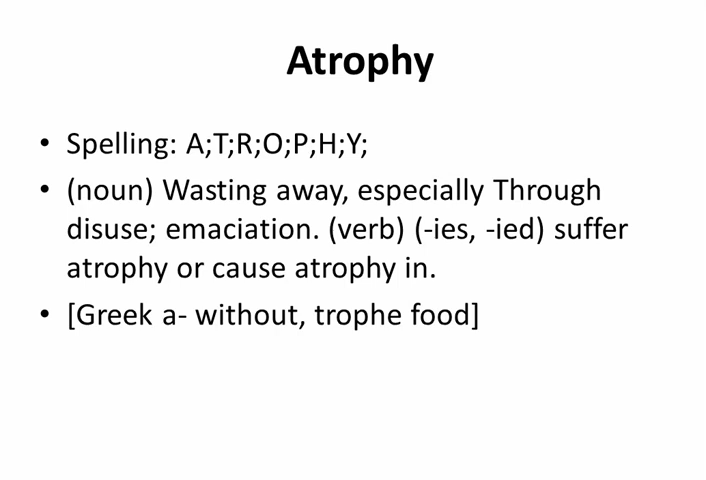 Atrophy
• Spelling: A;T;R;O;P;H;Y;
• (noun) Wasting away, especially Through
disuse; emaciation. (verb) (-ies, -ied) suffer
atrophy or cause atrophy in.
• [Greek a- without, trophe food]